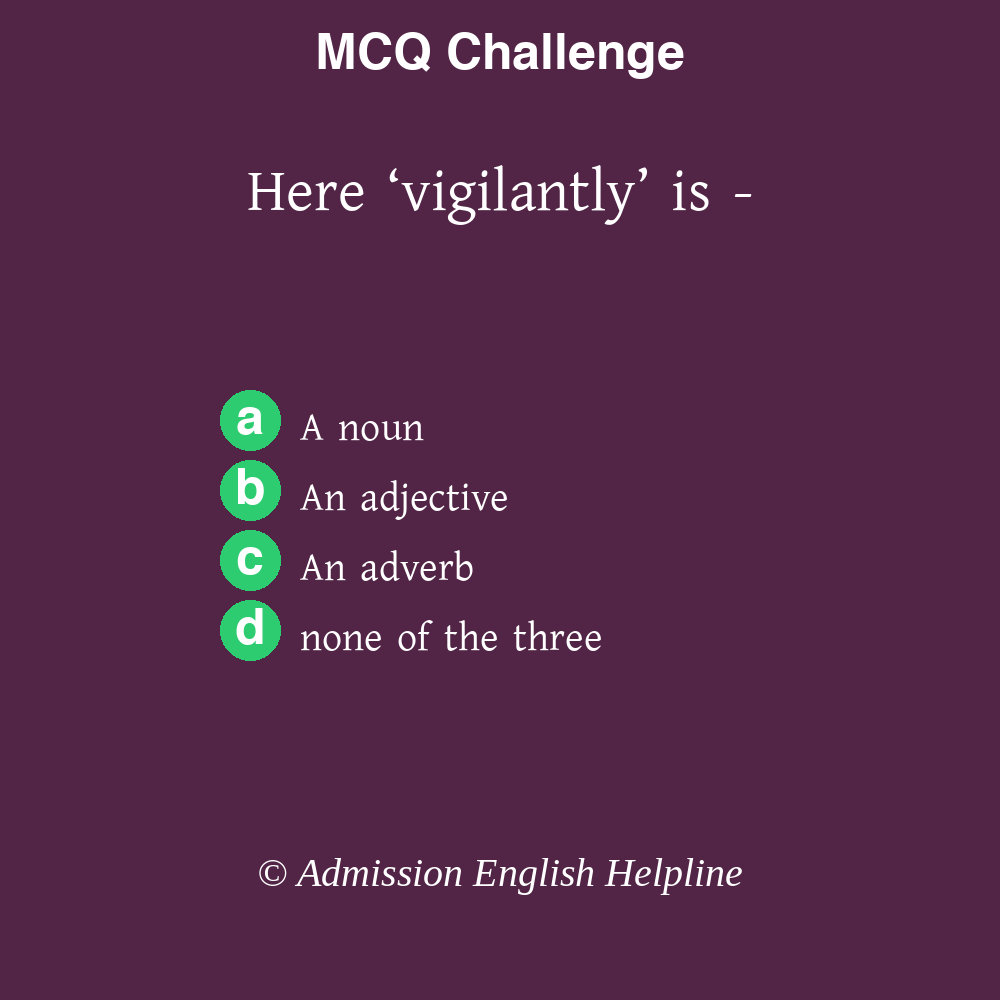 MCQ Challenge
Here ‘vigilantly’ is -
a A noun
b An adjective
c An adverb
d none of the three
© Admission English Helpline